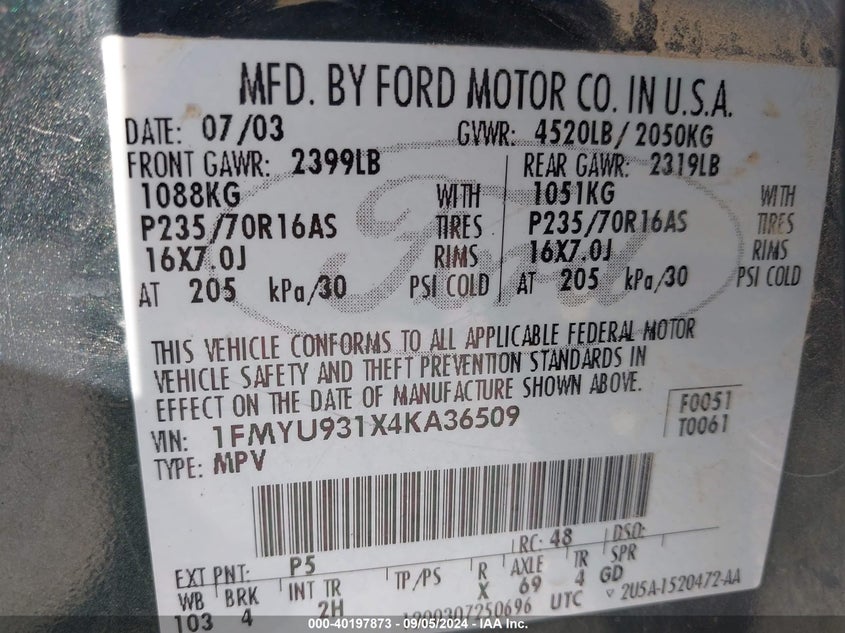 MFD. BY FORD MOTOR CO. IN U.S.A.
DATE: 07/03 GVWR: 4520LB/2050KG
FRONT GAWR: 2399LB REAR GAWR: 2319LB
1088KG WITH 1051KG WITH
P235/70R16AS TIRES P235/70R16AS TIRES
16X7.0J RIMS 16X7.0J RIMS
AT 205 kPa/30 PSI COLD AT 205 kPa/30 PSI COLD
Ford
THIS VEHICLE CONFORMS TO ALL APPLICABLE FEDERAL MOTOR
VEHICLE SAFETY AND THEFT PREVENTION STANDARDS IN
EFFECT ON THE DATE OF MANUFACTURE SHOWN ABOVE.
VIN: 1FMYU931X4KA36509 F0051
TYPE: MPV T0061
EXT PNT: P5 RC: 48 DSO:
WB BRK INT TR TP/PS R AXLE TR SPR
103 4 2H X 69 4 GD
UTC 2U5A-1520472-AA
000-40197873 - 09/05/2024 - IAA Inc.